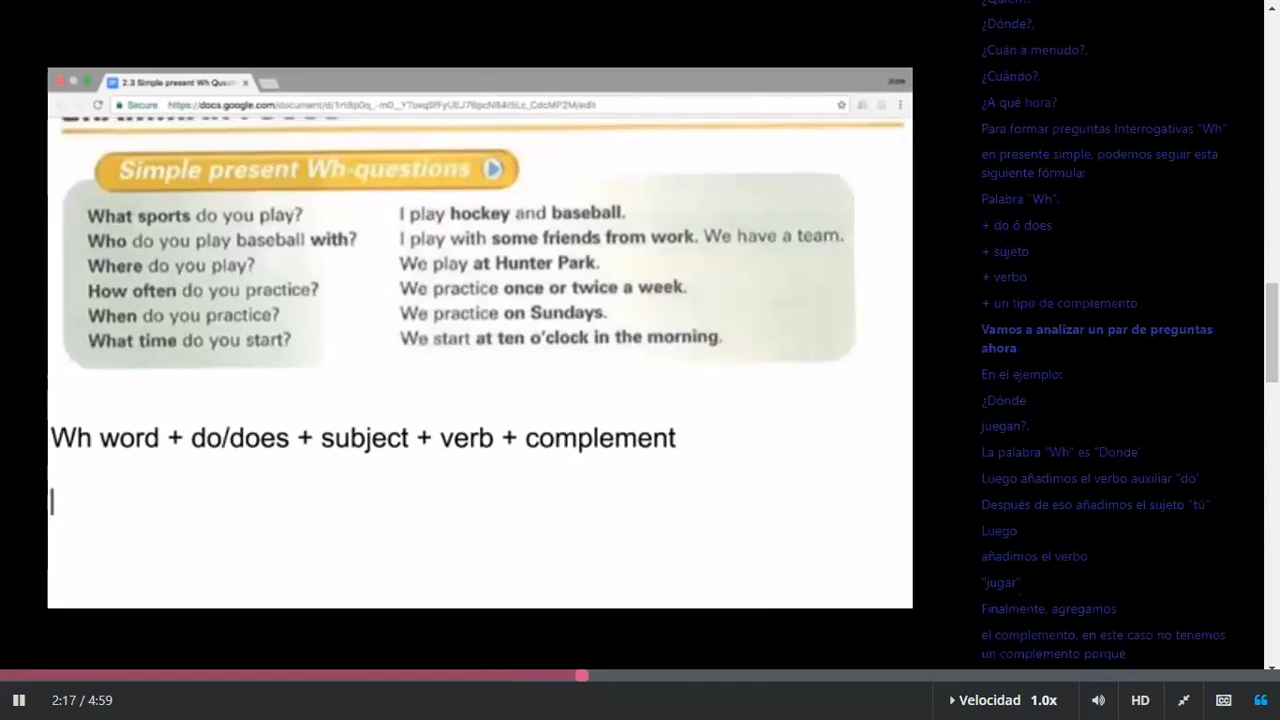 2.3 Simple present Wh Ques
Secure
Simple present Wh-questions
What sports do you play? I play hockey and baseball.
Who do you play baseball with? I play with some friends from work. We have a team.
Where do you play? We play at Hunter Park.
How often do you practice? We practice once or twice a week.
When do you practice? We practice on Sundays.
What time do you start? We start at ten o'clock in the morning.
Wh word + do/does + subject + verb + complement
¿Quién?,
¿Dónde?,
¿Cuán a menudo?,
¿Cuándo?,
¿A qué hora?
Para formar preguntas interrogativas "Wh"
en presente simple, podemos seguir esta
siguiente fórmula:
Palabra "Wh",
+ do ó does
+ sujeto
+ verbo
+ un tipo de complemento
Vamos a analizar un par de preguntas
ahora
En el ejemplo:
¿Dónde
juegan?,
La palabra "Wh" es "Donde"
Luego añadimos el verbo auxiliar "do"
Después de eso añadimos el sujeto "tú"
Luego
añadimos el verbo
"jugar"
Finalmente, agregamos
el complemento, en este caso no tenemos
un complemento porque
2:17 / 4:59
Velocidad 1.0x
HD
CC